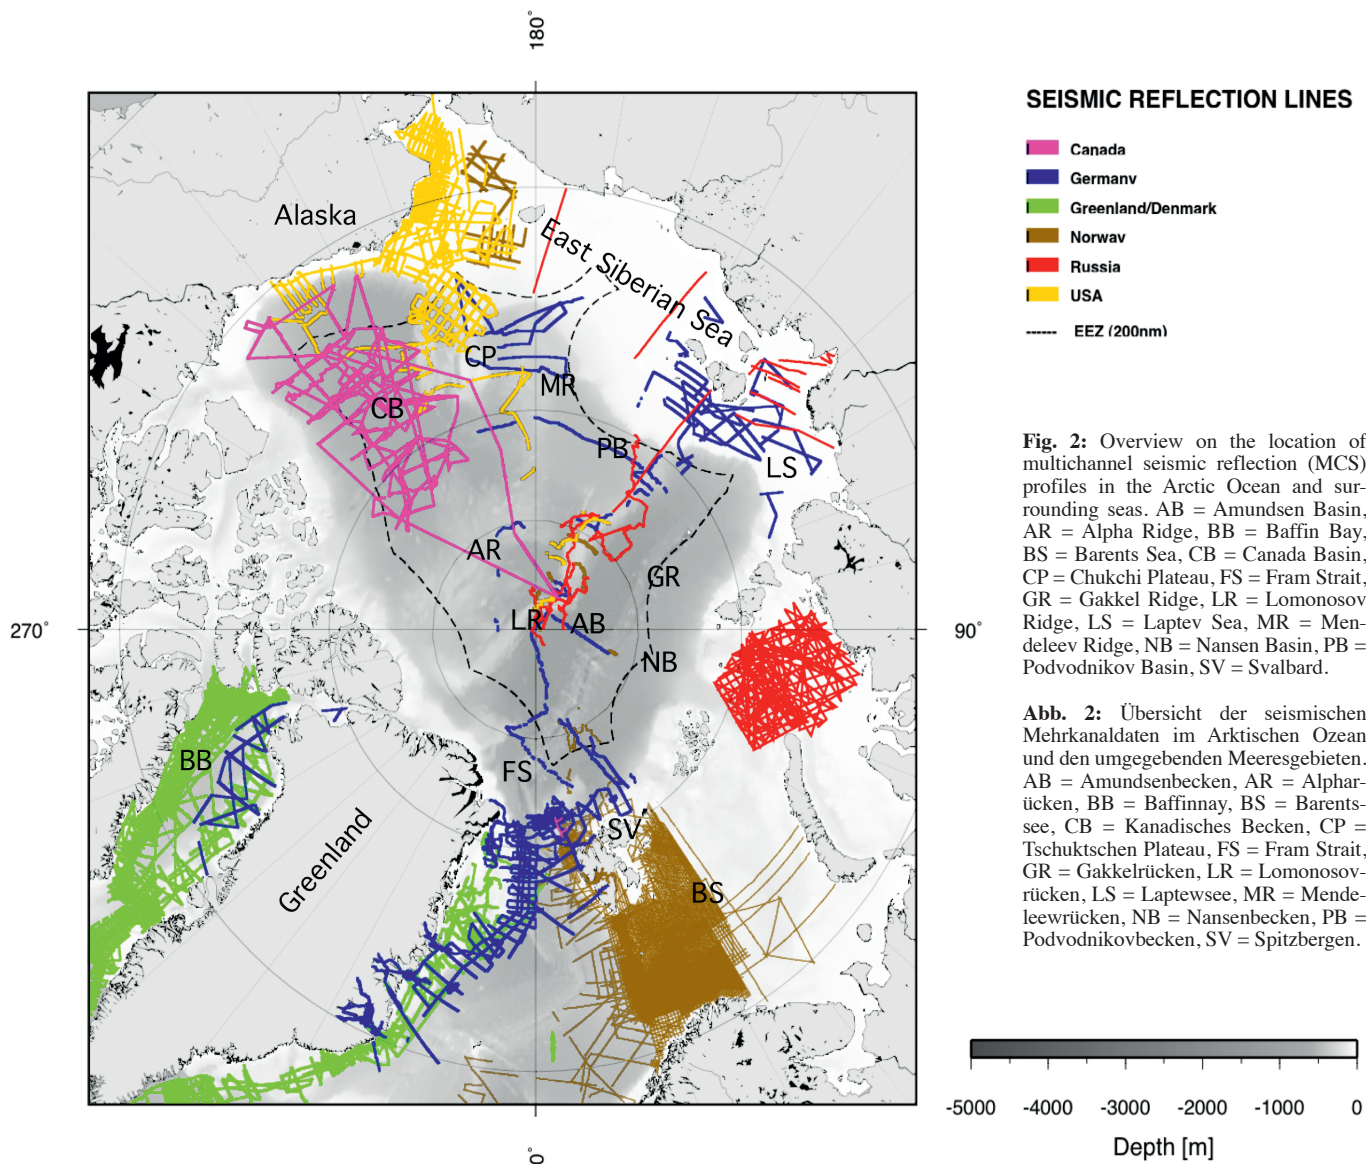 180°
Alaska
East Siberian Sea
CP
MR
CB
PB
LS
AR
GR
LR
AB
270°
90°
NB
BB
FS
SV
Greenland
BS
0°
SEISMIC REFLECTION LINES
Canada
Germany
Greenland/Denmark
Norway
Russia
USA
EEZ (200nm)
Fig. 2: Overview on the location of
multichannel seismic reflection (MCS)
profiles in the Arctic Ocean and sur-
rounding seas. AB = Amundsen Basin,
AR = Alpha Ridge, BB = Baffin Bay,
BS = Barents Sea, CB = Canada Basin,
CP = Chukchi Plateau, FS = Fram Strait,
GR = Gakkel Ridge, LR = Lomonosov
Ridge, LS = Laptev Sea, MR = Men-
deleev Ridge, NB = Nansen Basin, PB =
Podvodnikov Basin, SV = Svalbard.
Abb. 2: Übersicht der seismischen
Mehrkanaldaten im Arktischen Ozean
und den umgegebenden Meeresgebieten.
AB = Amundsenbecken, AR = Alphar-
ücken, BB = Baffinnay, BS = Barents-
see, CB = Kanadisches Becken, CP =
Tschuktschen Plateau, FS = Fram Strait,
GR = Gakkelrücken, LR = Lomonosov-
rücken, LS = Laptewsee, MR = Mende-
leewrücken, NB = Nansenbecken, PB =
Podvodnikovbecken, SV = Spitzbergen.
-5000 -4000 -3000 -2000 -1000 0
Depth [m]